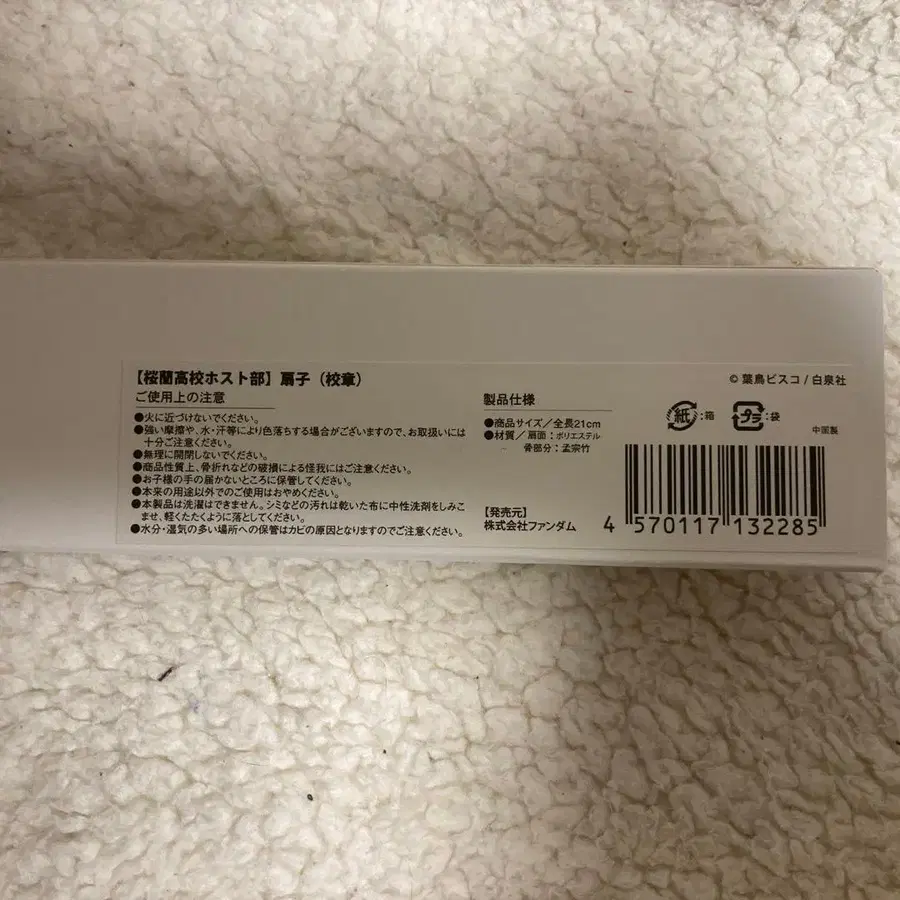 【桜蘭高校ホスト部】扇子（校章）
ご使用上の注意
●火に近づけないでください。
●強い摩擦や、水・汗等により色落ちする場合がございますので、お取扱いには
十分ご注意ください。
●無理に開閉しないでください。
●商品性質上、骨折れなどの破損による怪我にはご注意ください。
●お子様の手の届かないところに保管してください。
●本来の用途以外でのご使用はおやめください。
●本製品は洗濯はできません。シミなどの汚れは乾いた布に中性洗剤をしみこ
ませ、軽くたたくように落としてください。
●水分・湿気の多い場所への保管はカビの原因となりますのでご注意ください。
製品仕様
●商品サイズ／全長21cm
●材質／扇面：ポリエステル
骨部分：孟宗竹
【発売元】
株式会社ファンダム
© 葉鳥ビスコ / 白泉社
紙：箱
プラ：袋
中国製
4 570117 132285